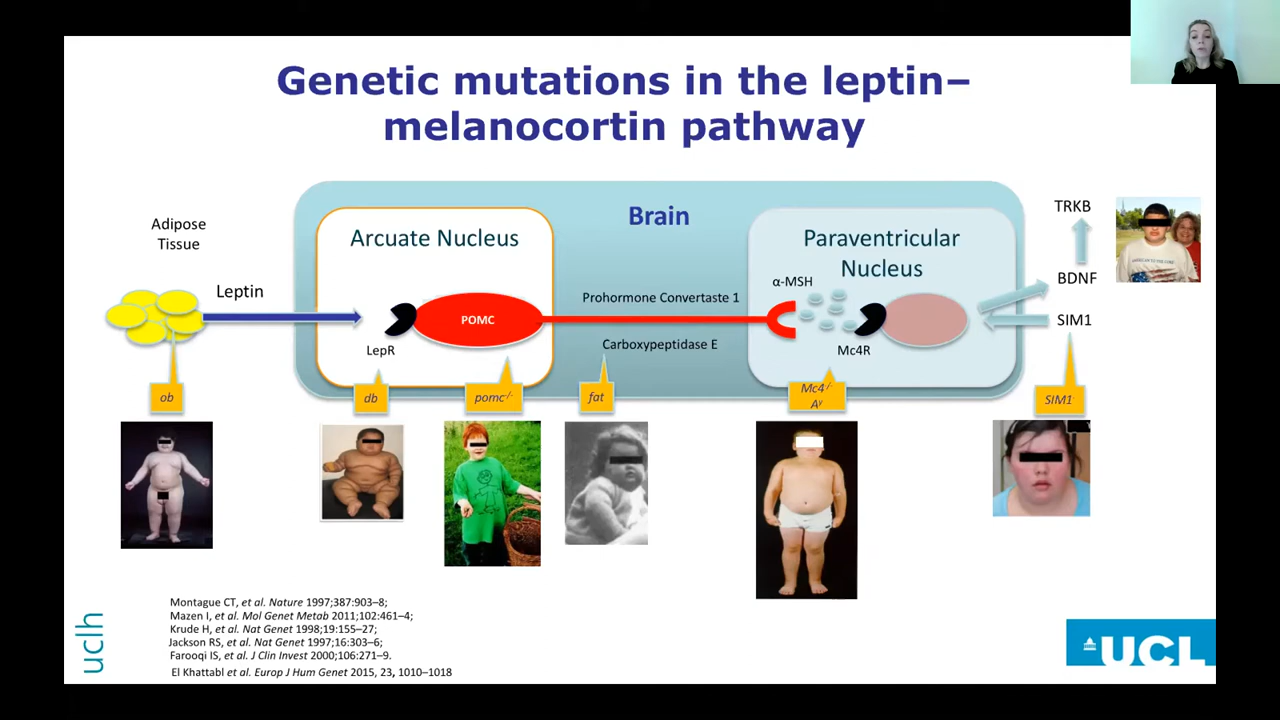 Genetic mutations in the leptin–
melanocortin pathway
Brain
Adipose
Tissue
Leptin
Arcuate Nucleus
POMC
LepR
Prohormone Convertaste 1
Carboxypeptidase E
Paraventricular
Nucleus
α-MSH
Mc4R
TRKB
BDNF
SIM1
ob
db
pomc-/-
fat
Mc4-/-
Ay
SIM1-
Montague CT, et al. Nature 1997;387:903–8;
Mazen I, et al. Mol Genet Metab 2011;102:461–4;
Krude H, et al. Nat Genet 1998;19:155–27;
Jackson RS, et al. Nat Genet 1997;16:303–6;
Farooqi IS, et al. J Clin Invest 2000;106:271–9.
El Khattabl et al. Europ J Hum Genet 2015, 23, 1010–1018
uclh
UCL